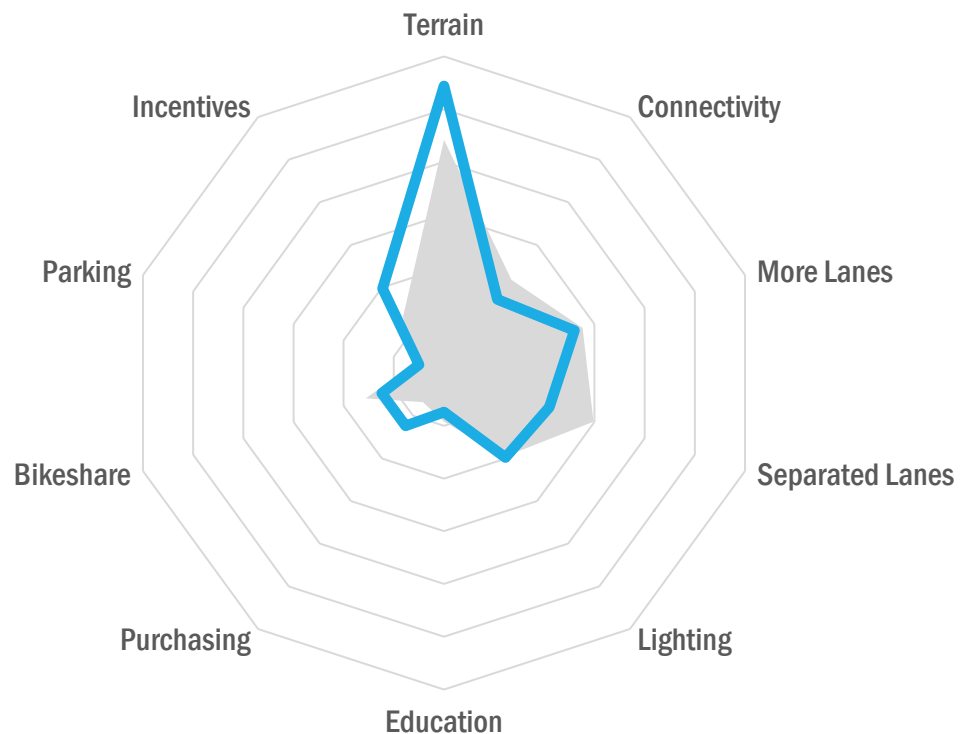 Terrain
Incentives
Connectivity
Parking
More Lanes
Bikeshare
Separated Lanes
Purchasing
Lighting
Education